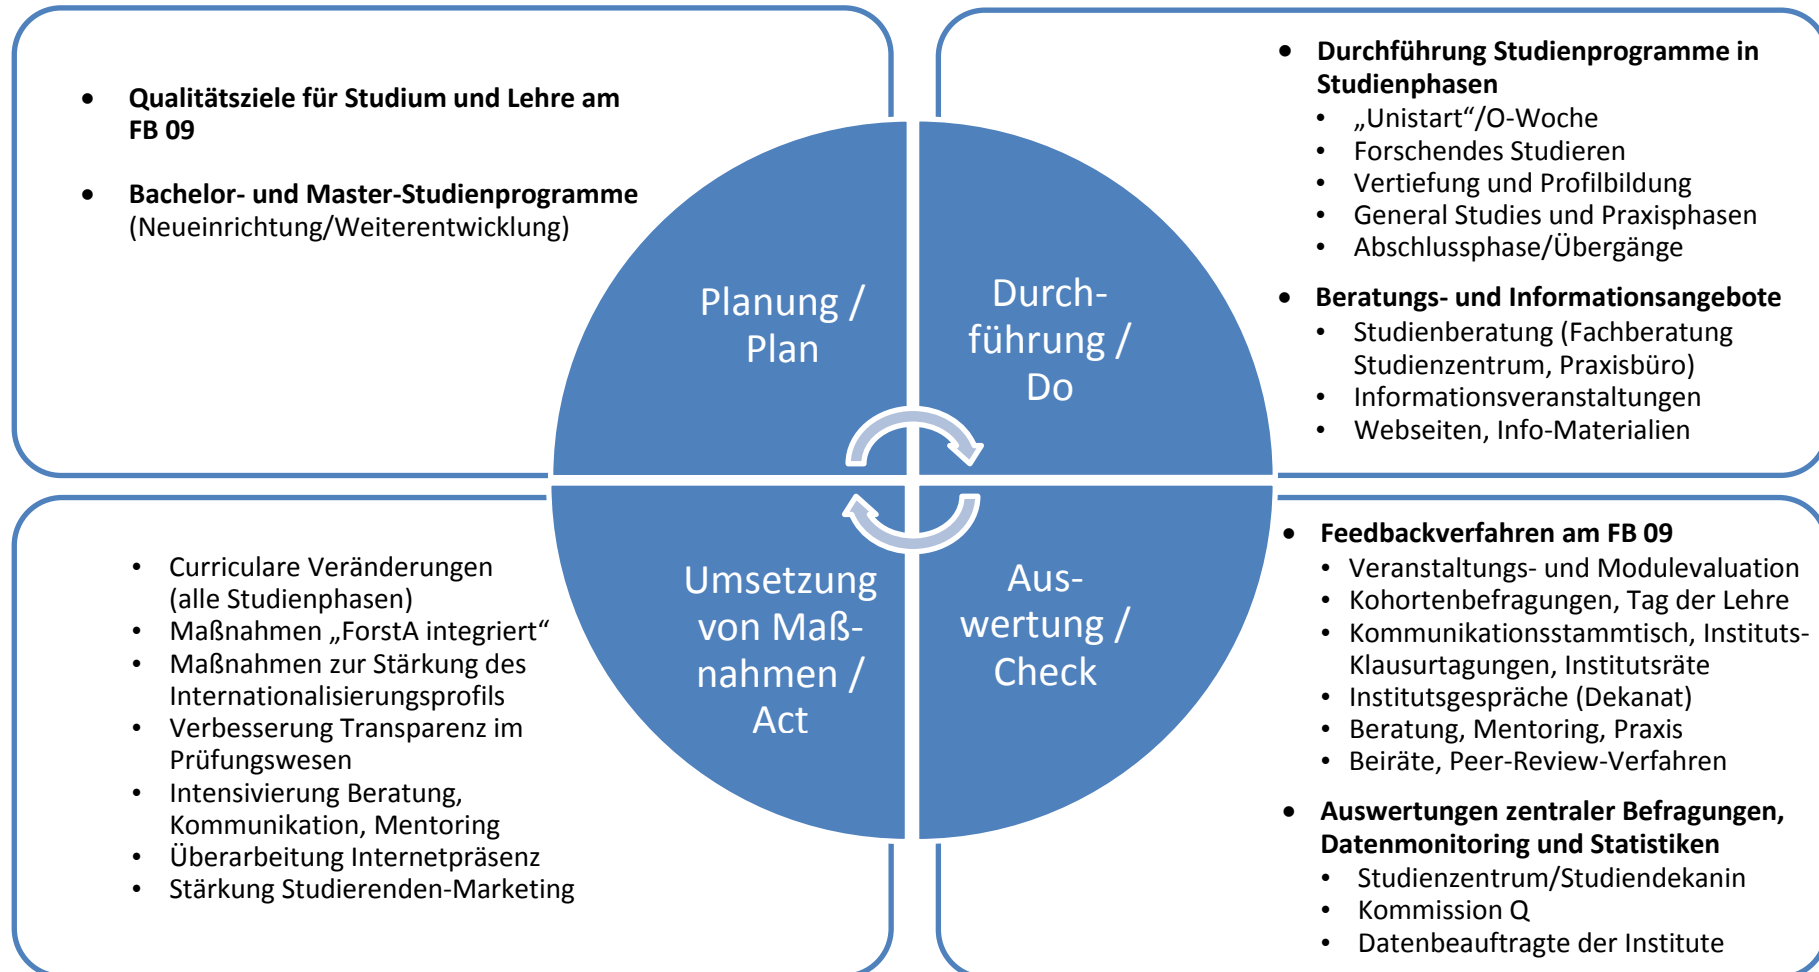 • Qualitätsziele für Studium und Lehre am
FB 09
• Bachelor- und Master-Studienprogramme
(Neueinrichtung/Weiterentwicklung)
Planung /
Plan
• Durchführung Studienprogramme in
Studienphasen
• „Unistart“/O-Woche
• Forschendes Studieren
• Vertiefung und Profilbildung
• General Studies und Praxisphasen
• Abschlussphase/Übergänge
• Beratungs- und Informationsangebote
• Studienberatung (Fachberatung
Studienzentrum, Praxisbüro)
• Informationsveranstaltungen
• Webseiten, Info-Materialien
Durch-
führung /
Do
• Curriculare Veränderungen
(alle Studienphasen)
• Maßnahmen „ForstA integriert“
• Maßnahmen zur Stärkung des
Internationalisierungsprofils
• Verbesserung Transparenz im
Prüfungswesen
• Intensivierung Beratung,
Kommunikation, Mentoring
• Überarbeitung Internetpräsenz
• Stärkung Studierenden-Marketing
Umsetzung
von Maß-
nahmen /
Act
Aus-
wertung /
Check
• Feedbackverfahren am FB 09
• Veranstaltungs- und Modulevaluation
• Kohortenbefragungen, Tag der Lehre
• Kommunikationsstammtisch, Instituts-
Klausurtagungen, Institutsräte
• Institutsgespräche (Dekanat)
• Beratung, Mentoring, Praxis
• Beiräte, Peer-Review-Verfahren
• Auswertungen zentraler Befragungen,
Datenmonitoring und Statistiken
• Studienzentrum/Studiendekanin
• Kommission Q
• Datenbeauftragte der Institute